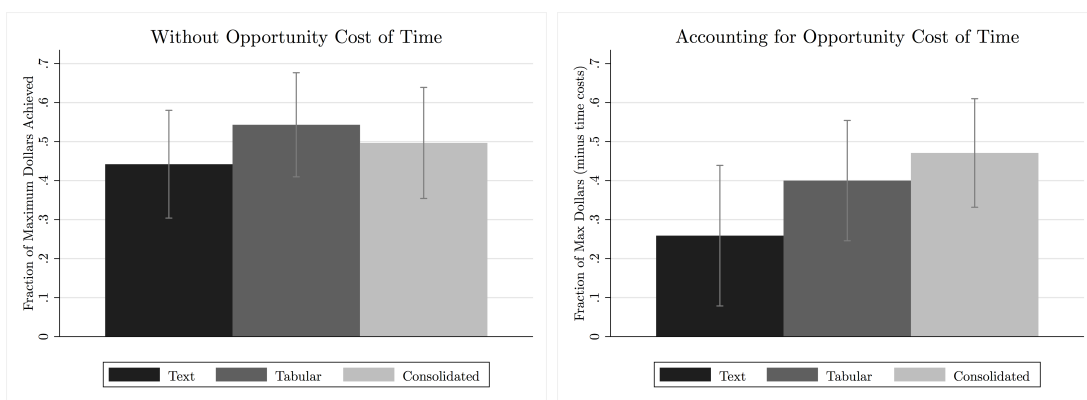 Without Opportunity Cost of Time
Fraction of Maximum Dollars Achieved
.7
.6
.5
.4
.3
.2
.1
0
Text Tabular Consolidated
Accounting for Opportunity Cost of Time
Fraction of Max Dollars (minus time costs)
.7
.6
.5
.4
.3
.2
.1
0
Text Tabular Consolidated